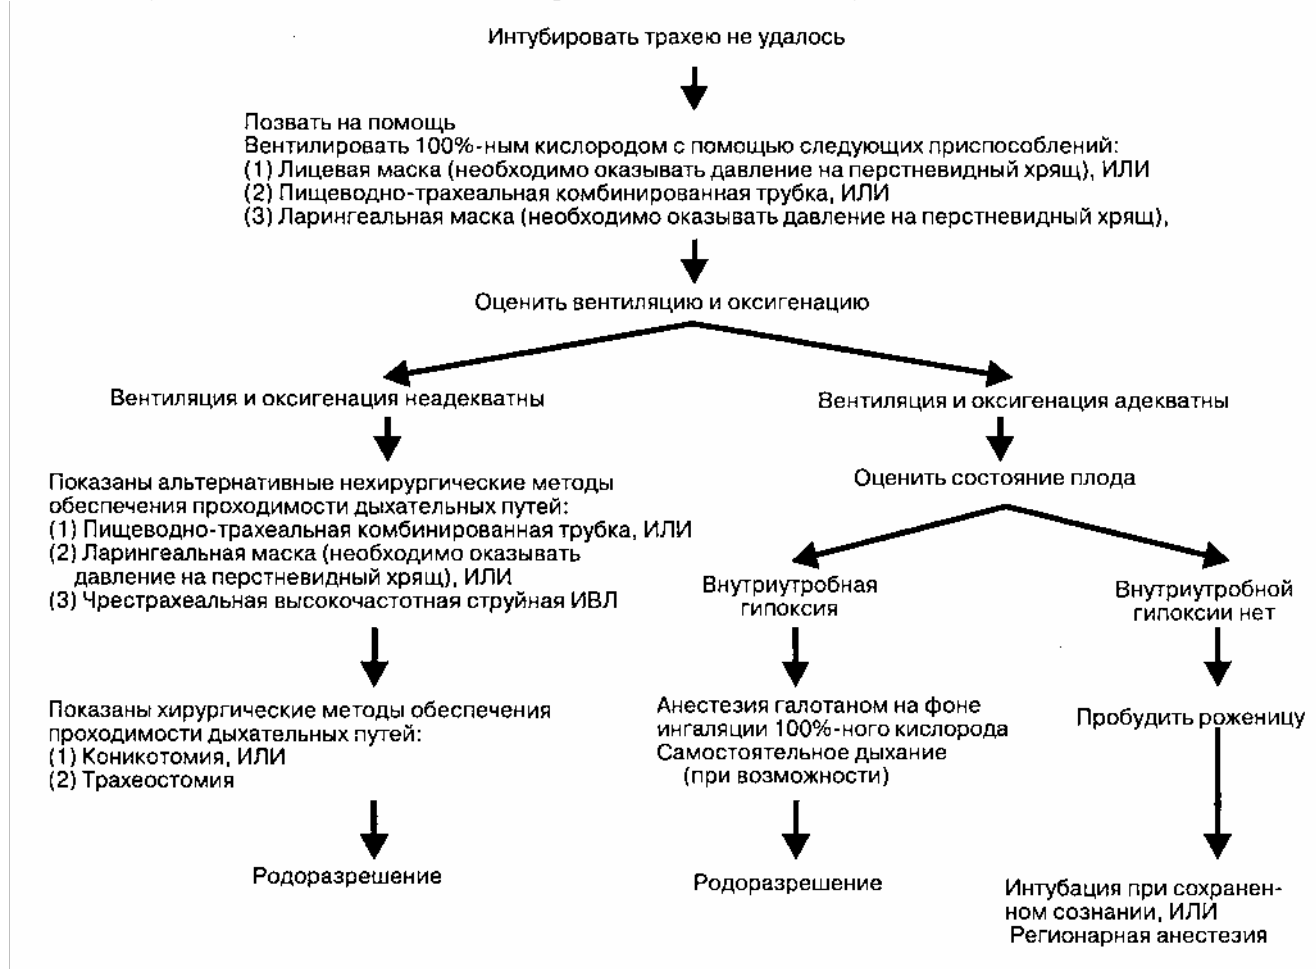 Интубировать трахею не удалось
Позвать на помощь
Вентилировать 100%-ным кислородом с помощью следующих приспособлений:
(1) Лицевая маска (необходимо оказывать давление на перстневидный хрящ), ИЛИ
(2) Пищеводно-трахеальная комбинированная трубка, ИЛИ
(3) Ларингеальная маска (необходимо оказывать давление на перстневидный хрящ),
Оценить вентиляцию и оксигенацию
Вентиляция и оксигенация неадекватны
Показаны альтернативные нехирургические методы
обеспечения проходимости дыхательных путей:
(1) Пищеводно-трахеальная комбинированная трубка, ИЛИ
(2) Ларингеальная маска (необходимо оказывать
давление на перстневидный хрящ), ИЛИ
(3) Чрестрахеальная высокочастотная струйная ИВЛ
Показаны хирургические методы обеспечения
проходимости дыхательных путей:
(1) Коникотомия, ИЛИ
(2) Трахеостомия
Родоразрешение
Вентиляция и оксигенация адекватны
Оценить состояние плода
Внутриутробная
гипоксия
Анестезия галотаном на фоне
ингаляции 100%-ного кислорода
Самостоятельное дыхание
(при возможности)
Родоразрешение
Внутриутробной
гипоксии нет
Пробудить роженицу
Интубация при сохранен-
ном сознании, ИЛИ
Регионарная анестезия